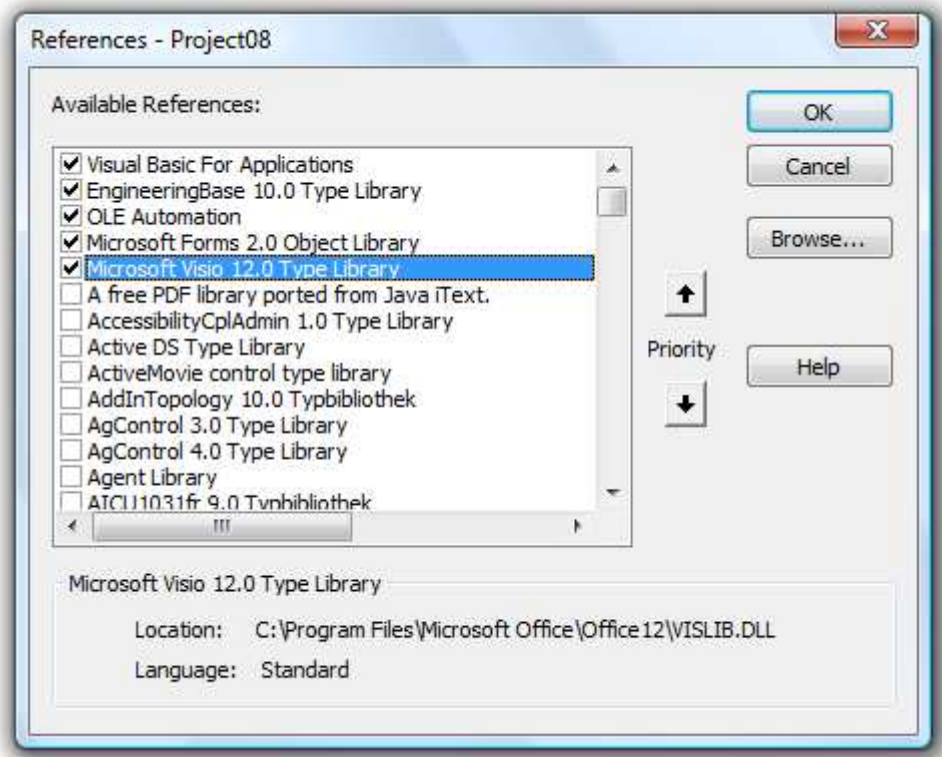 References - Project08
Available References:
Visual Basic For Applications
EngineeringBase 10.0 Type Library
OLE Automation
Microsoft Forms 2.0 Object Library
Microsoft Visio 12.0 Type Library
A free PDF library ported from Java iText.
AccessibilityCplAdmin 1.0 Type Library
Active DS Type Library
ActiveMovie control type library
AddInTopology 10.0 Typbibliothek
AgControl 3.0 Type Library
AgControl 4.0 Type Library
Agent Library
AICU1031fr 9.0 Typbibliothek
OK
Cancel
Browse...
Priority
Help
Microsoft Visio 12.0 Type Library
Location: C:\Program Files\Microsoft Office\Office12\VISLIB.DLL
Language: Standard